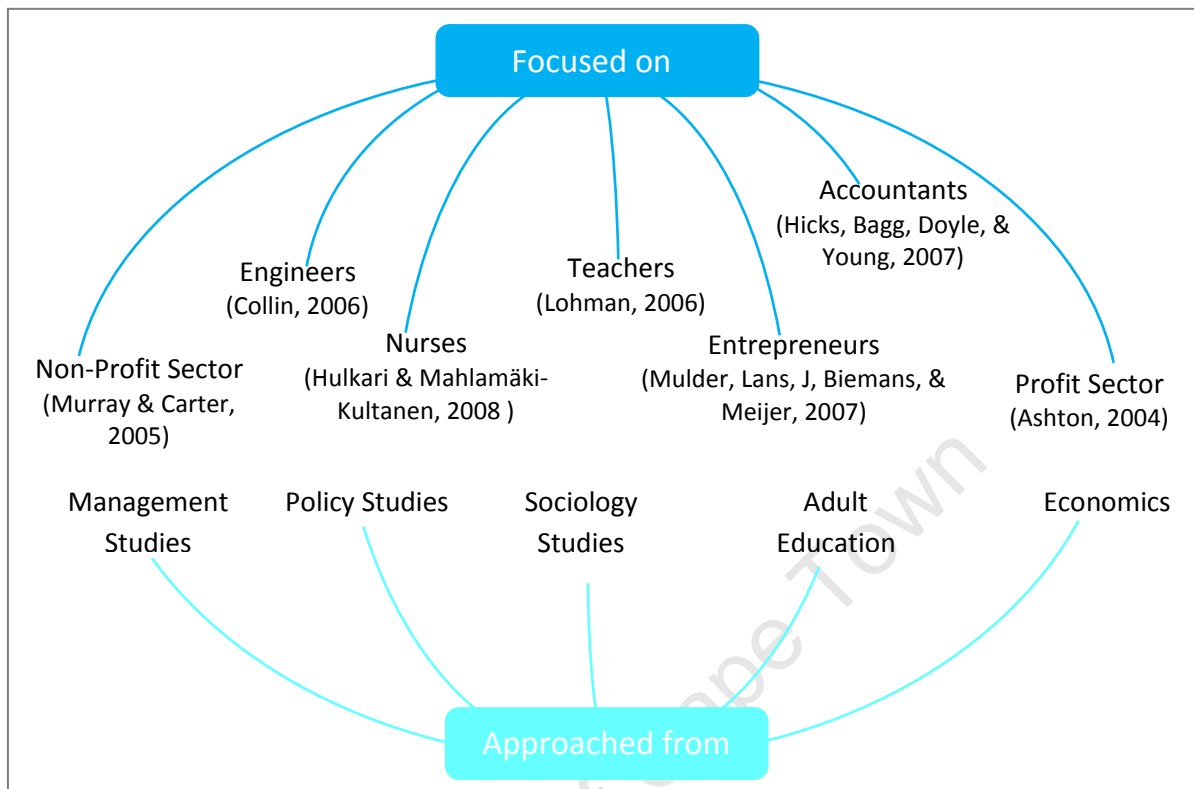 Focused on
Accountants
(Hicks, Bagg, Doyle, &
Young, 2007)
Engineers
(Collin, 2006)
Teachers
(Lohman, 2006)
Nurses
(Hulkari & Mahlamäki-
Kultanen, 2008 )
Entrepreneurs
(Mulder, Lans, J, Biemans, &
Meijer, 2007)
Non-Profit Sector
(Murray & Carter,
2005)
Profit Sector
(Ashton, 2004)
Management
Studies
Policy Studies
Sociology
Studies
Adult
Education
Economics
Approached from
Cape Town